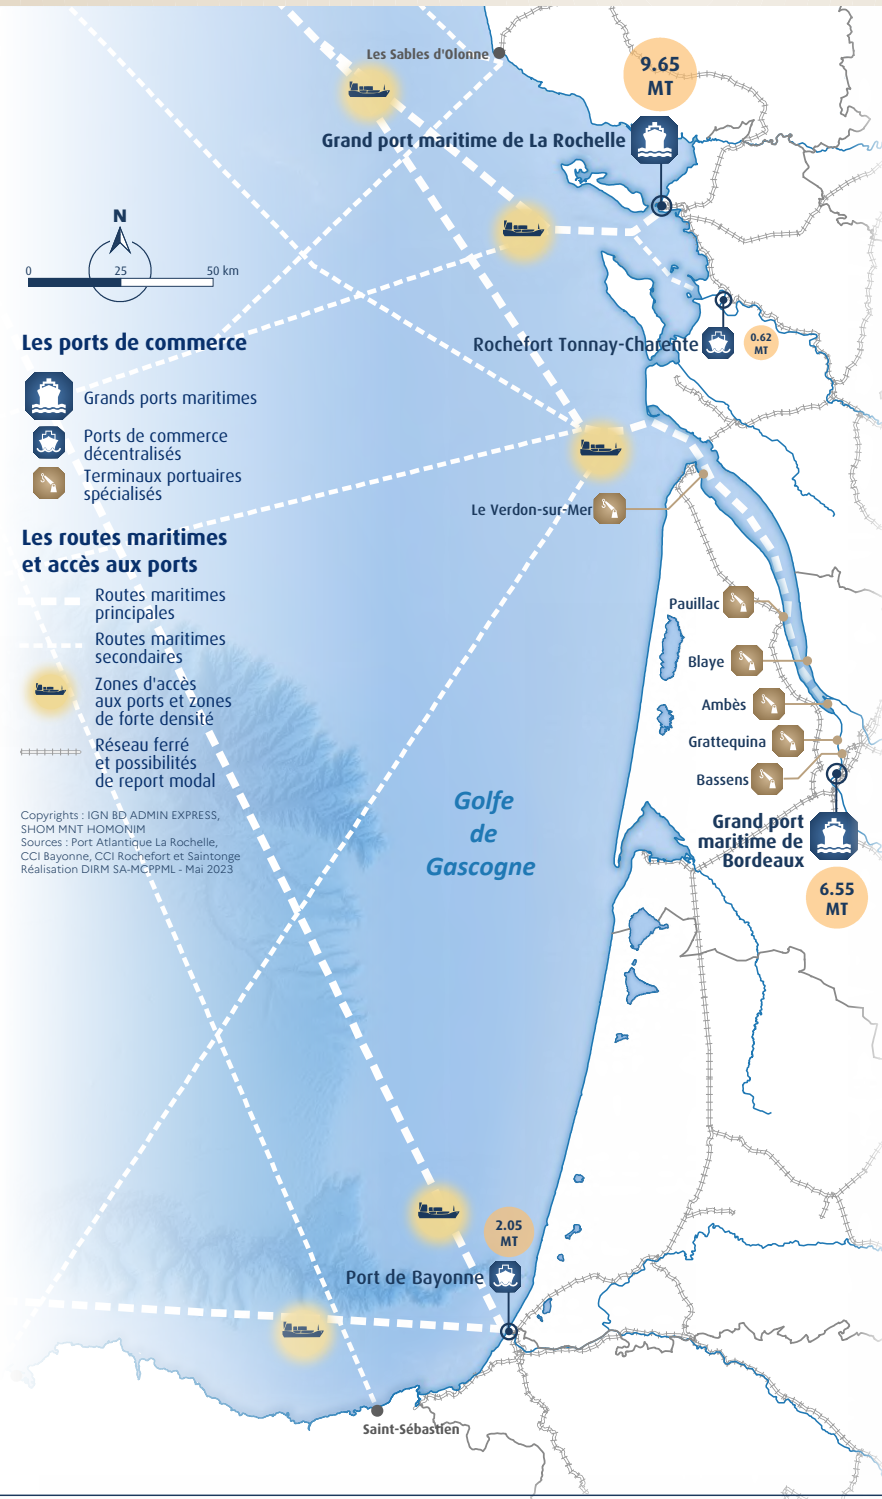 Les Sables d'Olonne
9.65
MT
Grand port maritime de La Rochelle
N
0 25 50 km
Les ports de commerce
Grands ports maritimes
Ports de commerce
décentralisés
Terminaux portuaires
spécialisés
Rochefort Tonnay-Charente
0.62
MT
Le Verdon-sur-Mer
Les routes maritimes
et accès aux ports
Routes maritimes
principales
Routes maritimes
secondaires
Zones d'accès
aux ports et zones
de forte densité
Réseau ferré
et possibilités
de report modal
Pauillac
Blaye
Ambès
Grattequina
Bassens
Grand port
maritime de
Bordeaux
6.55
MT
Golfe
de
Gascogne
Copyrights : IGN BD ADMIN EXPRESS,
SHOM MNT HOMONIM
Sources : Port Atlantique La Rochelle,
CCI Bayonne, CCI Rochefort et Saintonge
Réalisation DIRM SA-MCPPML - Mai 2023
2.05
MT
Port de Bayonne
Saint-Sébastien